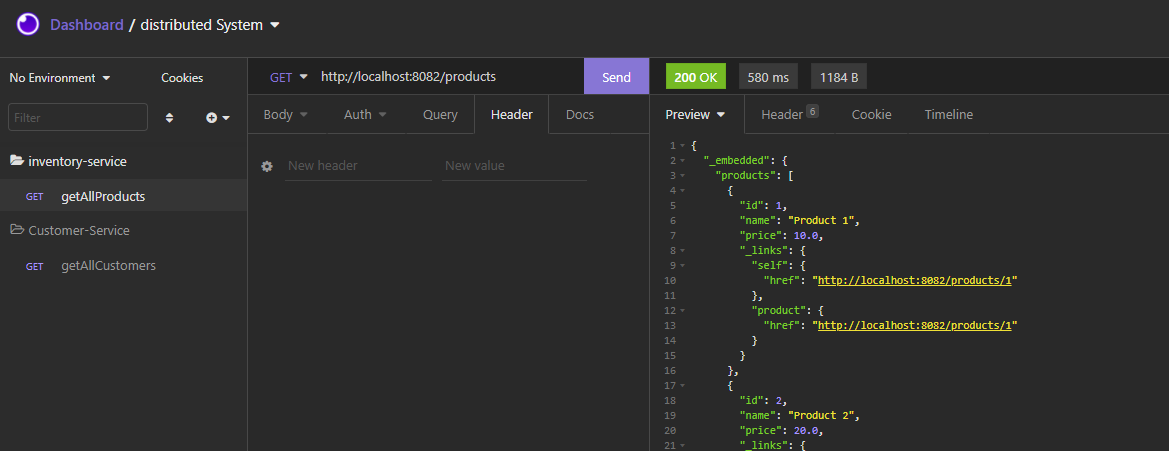 Dashboard / distributed System
No Environment
Cookies
Filter
inventory-service
GET getAllProducts
Customer-Service
GET getAllCustomers
GET http://localhost:8082/products Send
Body Auth Query Header Docs
New header New value
200 OK 580 ms 1184 B
Preview Header 6 Cookie Timeline
1 {
2 "_embedded": {
3 "products": [
4 {
5 "id": 1,
6 "name": "Product 1",
7 "price": 10.0,
8 "_links": {
9 "self": {
10 "href": "http://localhost:8082/products/1"
11 },
12 "product": {
13 "href": "http://localhost:8082/products/1"
14 }
15 }
16 },
17 {
18 "id": 2,
19 "name": "Product 2",
20 "price": 20.0,
21 "_links": {